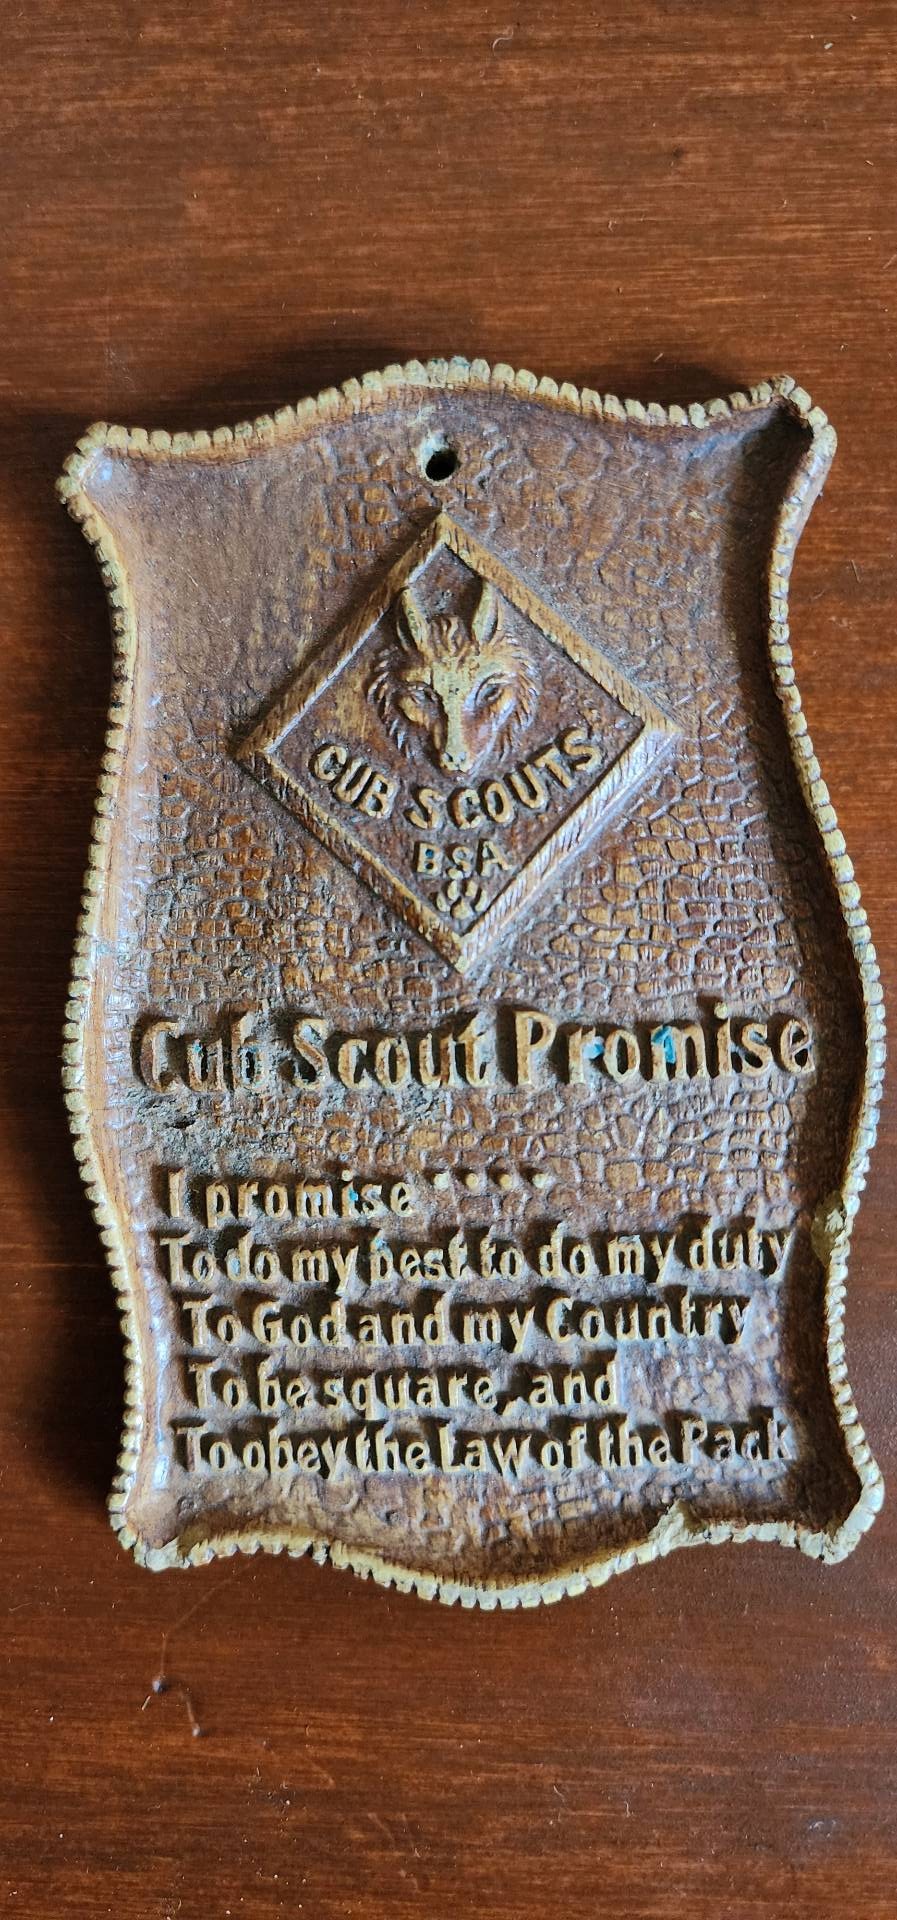 CUB SCOUTS
BSA
Cub Scout Promise
I promise ....
To do my best to do my duty
To God and my Country
To be square, and
To obey the Law of the Pack